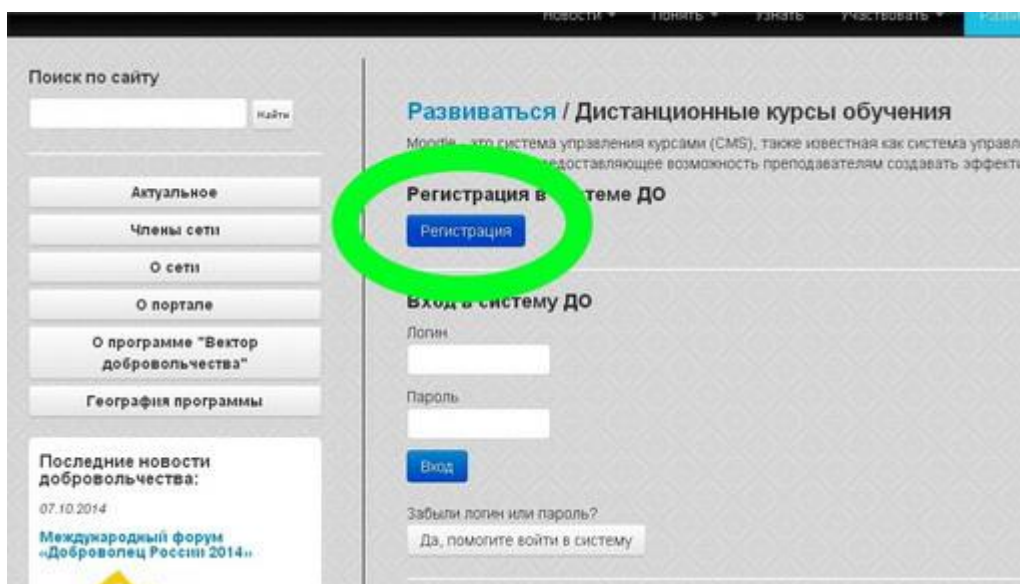 Новости
Понять
Узнать
Участвовать
Поиск по сайту
Найти
Актуальное
Члены сети
О сети
О портале
О программе "Вектор
добровольчества"
География программы
Последние новости
добровольчества:
07.10.2014
Международный форум
«Доброволец России 2014»
Развиваться / Дистанционные курсы обучения
Moodle - это система управления курсами (CMS), также известная как система управл
возможность преподавателям создавать эффекти
Регистрация в ДО
Регистрация
Вход в систему ДО
Логин
Пароль
Вход
Забыли логин или пароль?
Да, помогите войти в систему